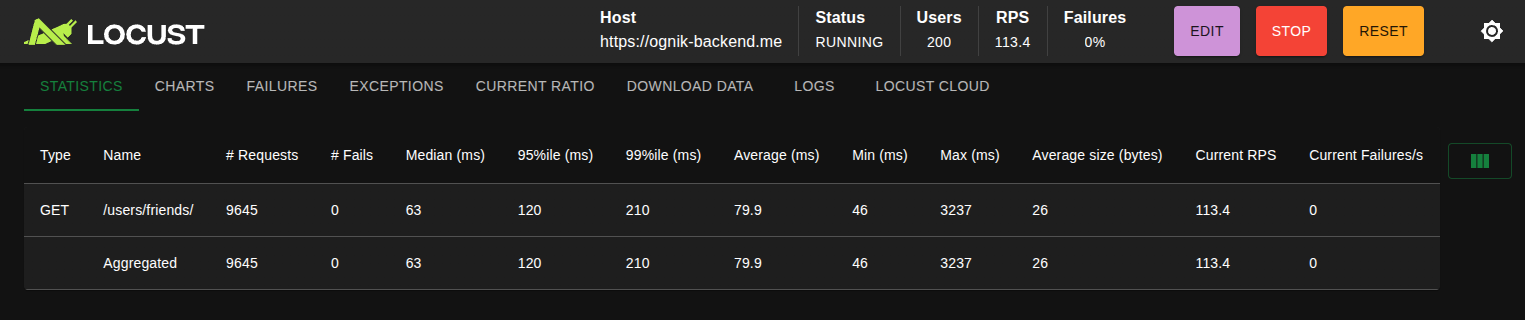 LOCUST
Host Status Users RPS Failures
https://ognik-backend.me RUNNING 200 113.4 0%
EDIT STOP RESET
STATISTICS CHARTS FAILURES EXCEPTIONS CURRENT RATIO DOWNLOAD DATA LOGS LOCUST CLOUD
Type Name # Requests # Fails Median (ms) 95%ile (ms) 99%ile (ms) Average (ms) Min (ms) Max (ms) Average size (bytes) Current RPS Current Failures/s
GET /users/friends/ 9645 0 63 120 210 79.9 46 3237 26 113.4 0
Aggregated 9645 0 63 120 210 79.9 46 3237 26 113.4 0